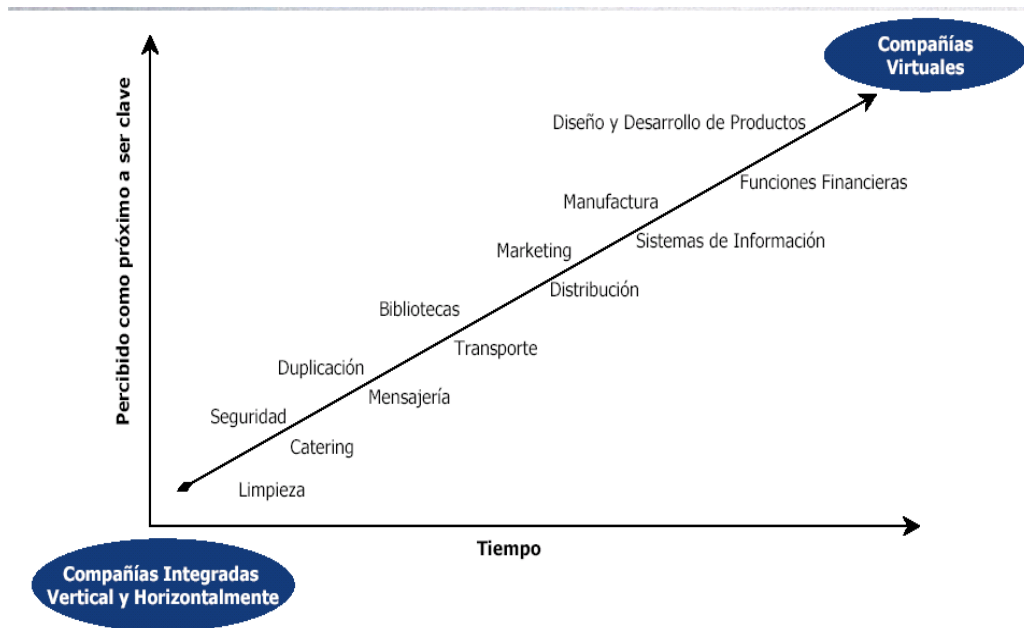 Compañías
Virtuales
Percibido como próximo a ser clave
Diseño y Desarrollo de Productos
Funciones Financieras
Manufactura
Sistemas de Información
Marketing
Distribución
Bibliotecas
Transporte
Duplicación
Mensajería
Seguridad
Catering
Limpieza
Tiempo
Compañías Integradas
Vertical y Horizontalmente